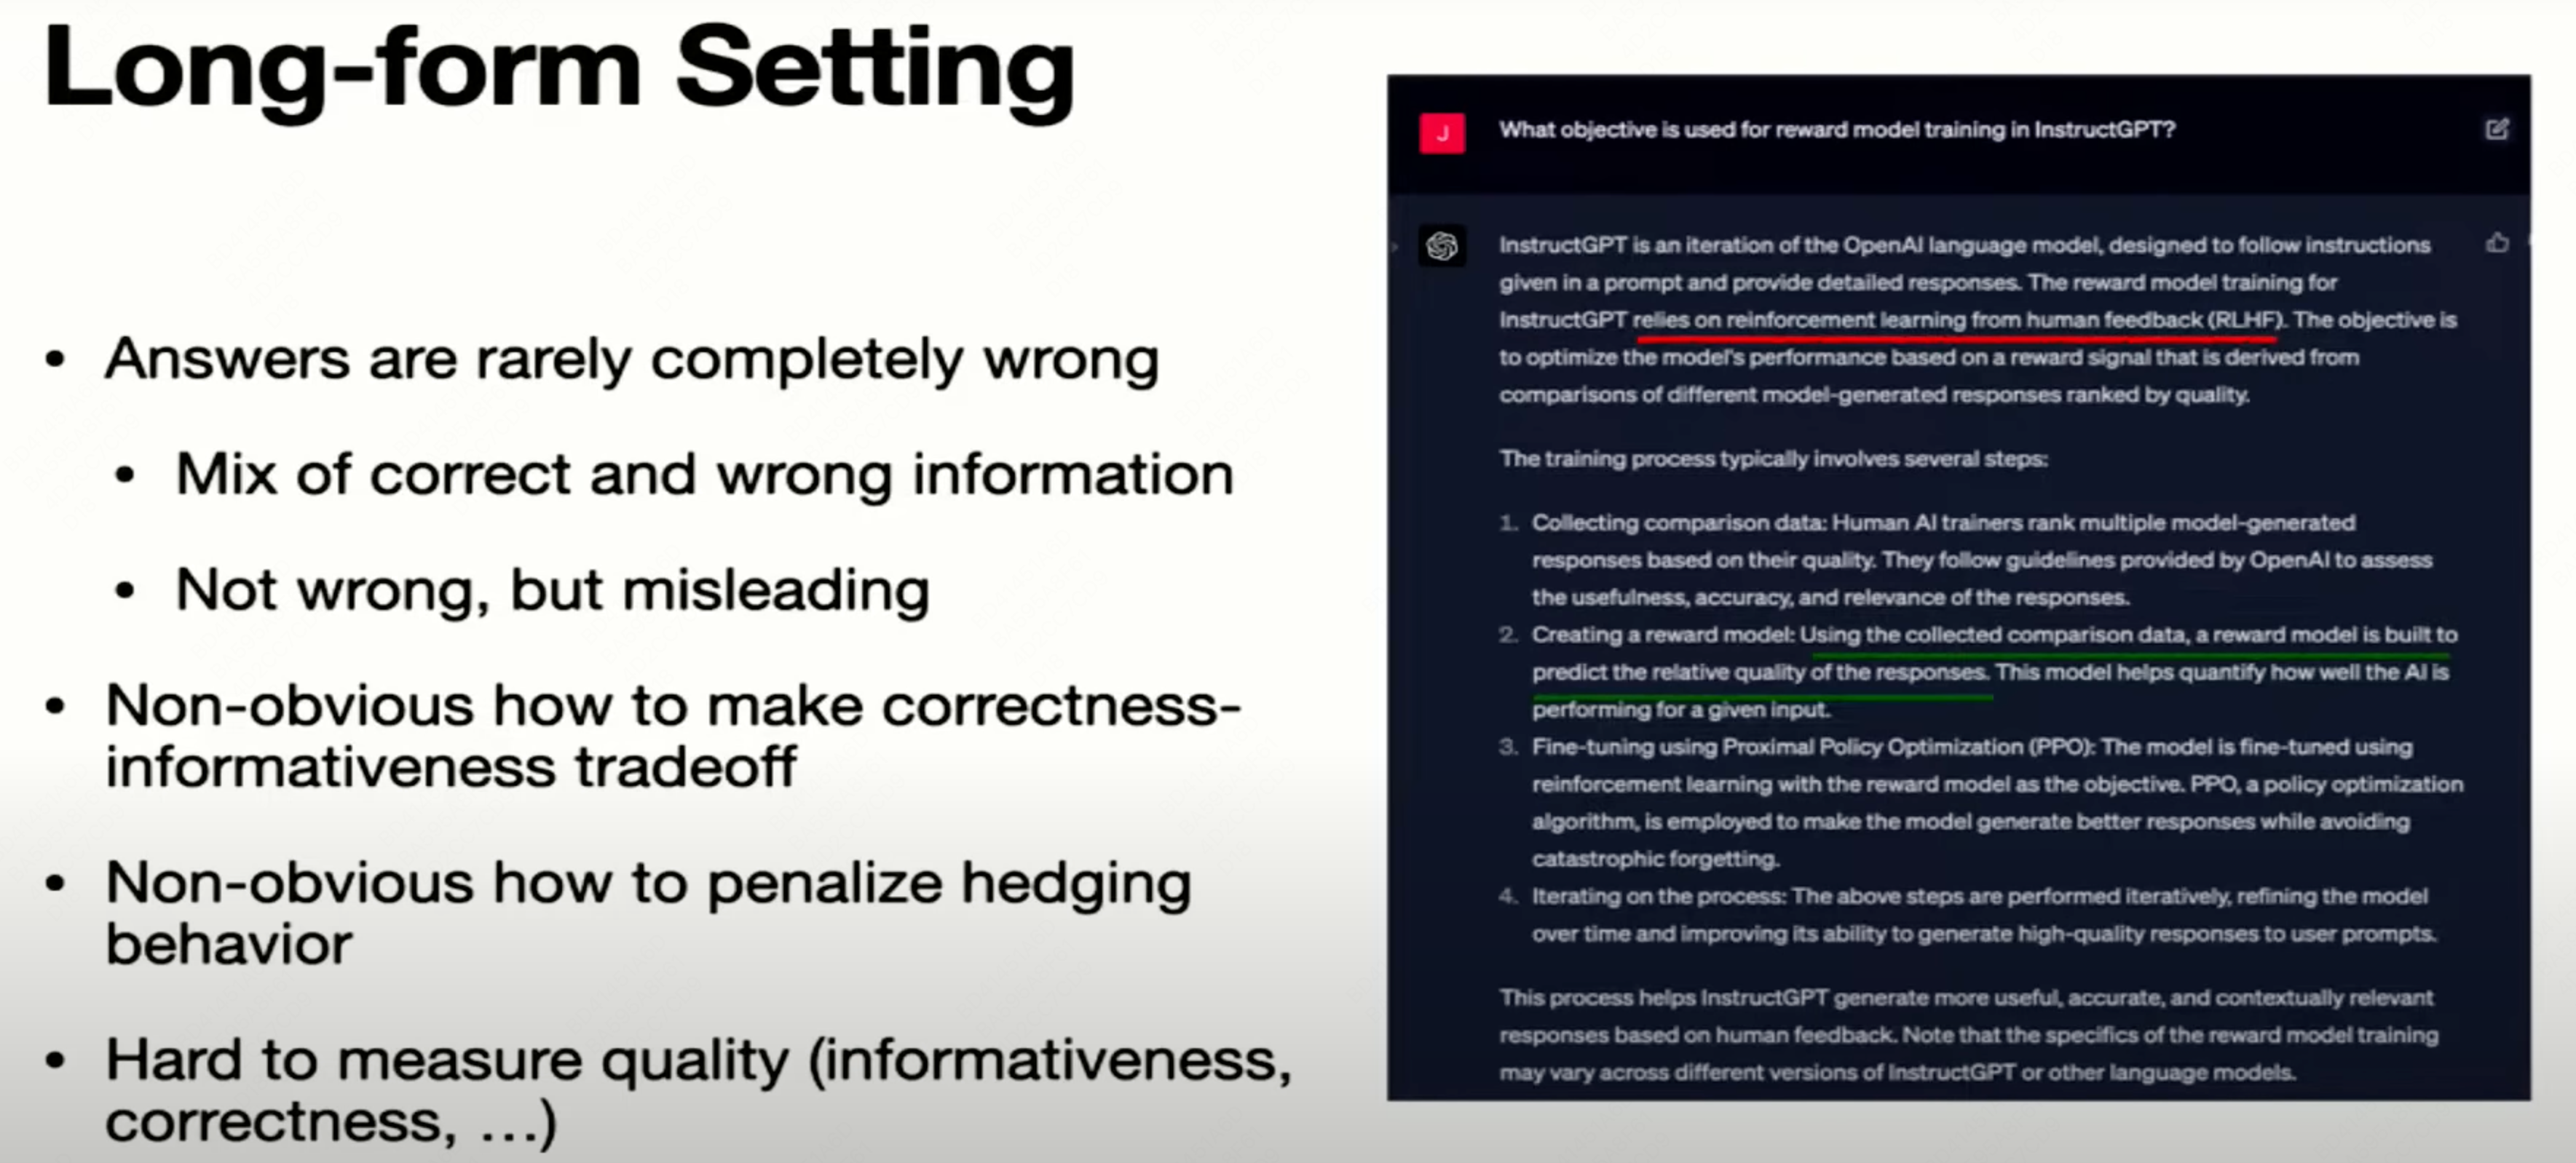 Long-form Setting
• Answers are rarely completely wrong
• Mix of correct and wrong information
• Not wrong, but misleading
• Non-obvious how to make correctness-
informativeness tradeoff
• Non-obvious how to penalize hedging
behavior
• Hard to measure quality (informativeness,
correctness, …)
J
What objective is used for reward model training in InstructGPT?
InstructGPT is an iteration of the OpenAI language model, designed to follow instructions
given in a prompt and provide detailed responses. The reward model training for
InstructGPT relies on reinforcement learning from human feedback (RLHF). The objective is
to optimize the model's performance based on a reward signal that is derived from
comparisons of different model-generated responses ranked by quality.
The training process typically involves several steps:
1. Collecting comparison data: Human AI trainers rank multiple model-generated
responses based on their quality. They follow guidelines provided by OpenAI to assess
the usefulness, accuracy, and relevance of the responses.
2. Creating a reward model: Using the collected comparison data, a reward model is built to
predict the relative quality of the responses. This model helps quantify how well the AI is
performing for a given input.
3. Fine-tuning using Proximal Policy Optimization (PPO): The model is fine-tuned using
reinforcement learning with the reward model as the objective. PPO, a policy optimization
algorithm, is employed to make the model generate better responses while avoiding
catastrophic forgetting.
4. Iterating on the process: The above steps are performed iteratively, refining the model
over time and improving its ability to generate high-quality responses to user prompts.
This process helps InstructGPT generate more useful, accurate, and contextually relevant
responses based on human feedback. Note that the specifics of the reward model training
may vary across different versions of InstructGPT or other language models.